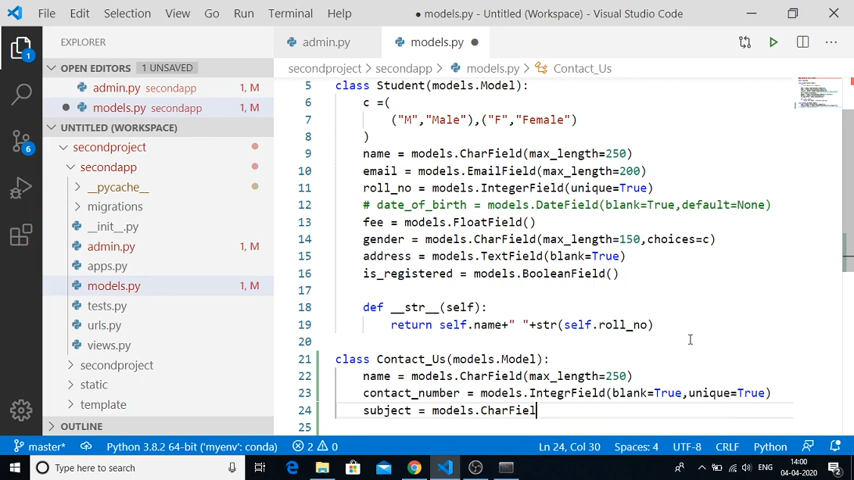 File Edit Selection View Go Run Terminal Help
● models.py - Untitled (Workspace) - Visual Studio Code
EXPLORER
OPEN EDITORS 1 UNSAVED
admin.py secondapp 1, M
models.py secondapp 1, M
UNTITLED (WORKSPACE)
secondproject
secondapp
__pycache__
migrations
__init__.py
admin.py 1, M
apps.py
models.py 1, M
tests.py
urls.py
views.py
secondproject
static
template
OUTLINE
1
6
admin.py
models.py
secondproject > secondapp > models.py > Contact_Us
5 class Student(models.Model):
6 c =(
7 ("M","Male"),("F","Female")
8 )
9 name = models.CharField(max_length=250)
10 email = models.EmailField(max_length=200)
11 roll_no = models.IntegerField(unique=True)
12 # date_of_birth = models.DateField(blank=True,default=None)
13 fee = models.FloatField()
14 gender = models.CharField(max_length=150,choices=c)
15 address = models.TextField(blank=True)
16 is_registered = models.BooleanField()
17
18 def __str__(self):
19 return self.name+" "+str(self.roll_no)
20
21 class Contact_Us(models.Model):
22 name = models.CharField(max_length=250)
23 contact_number = models.IntegrField(blank=True,unique=True)
24 subject = models.CharFiel
25
master* Python 3.8.2 64-bit ('myenv': conda) 2 0 Ln 24, Col 30 Spaces: 4 UTF-8 CRLF Python
Type here to search
ENG
14:00
04-04-2020